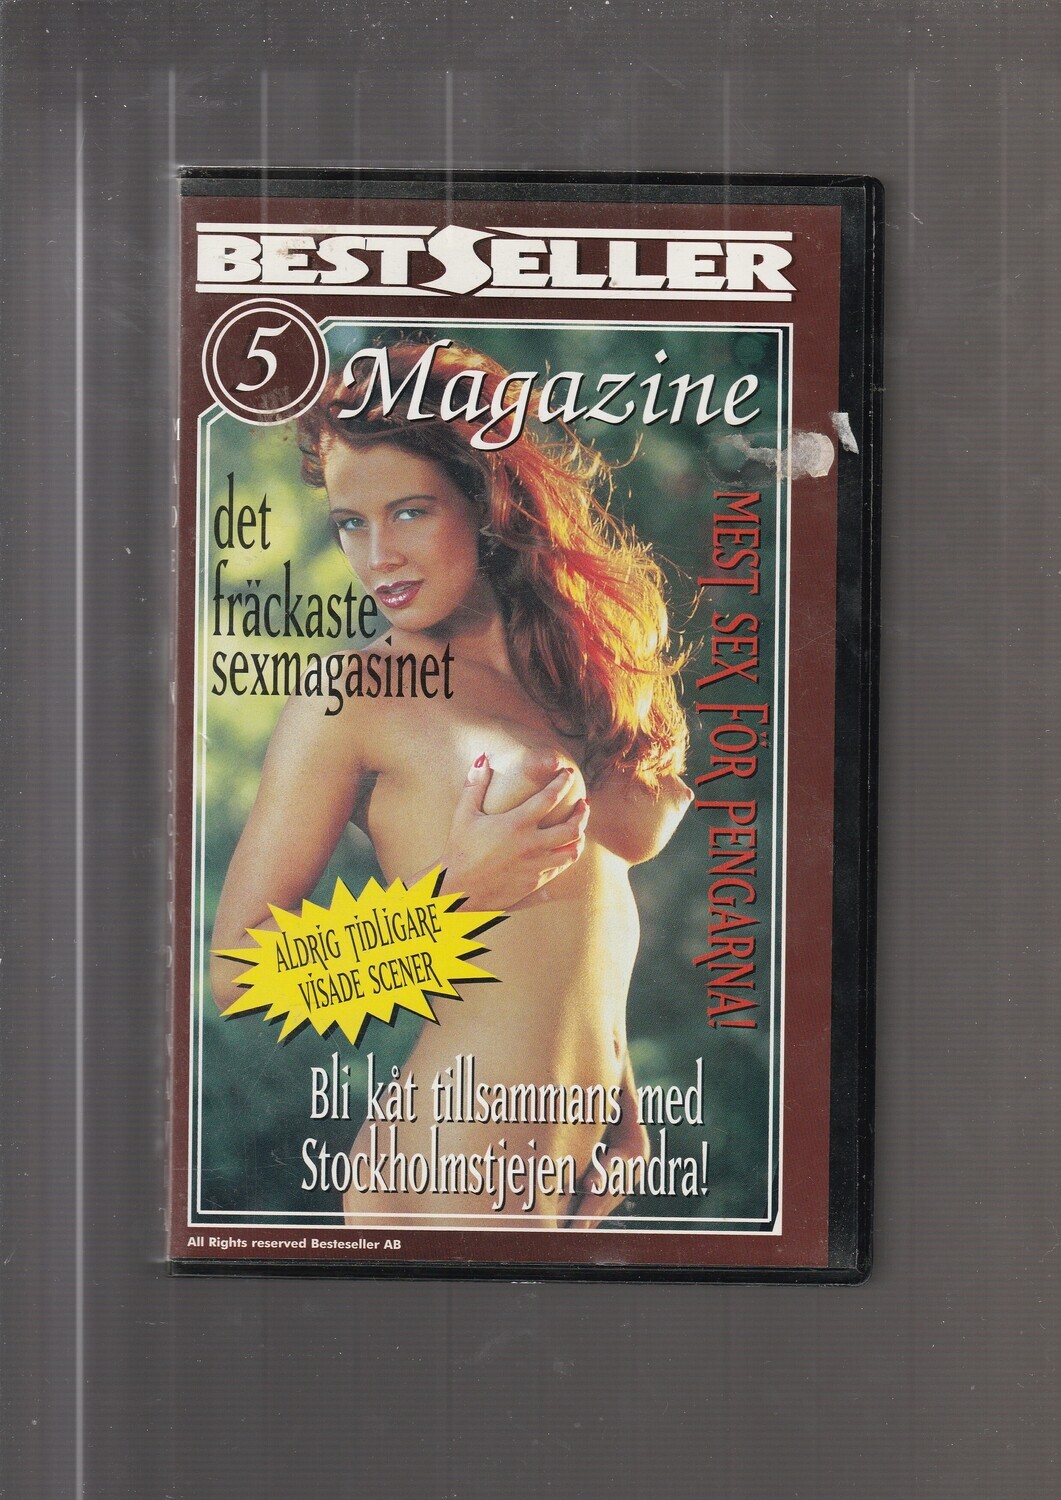 BESTSELLER
5
Magazine
det
fräckaste
sexmagasinet
MEST SEX FÖR PENGARNA!
ALDRIG TIDLIGARE
VISADE SCENER
Bli kåt tillsammans med
Stockholmstjejen Sandra!
All Rights reserved Besteseller AB